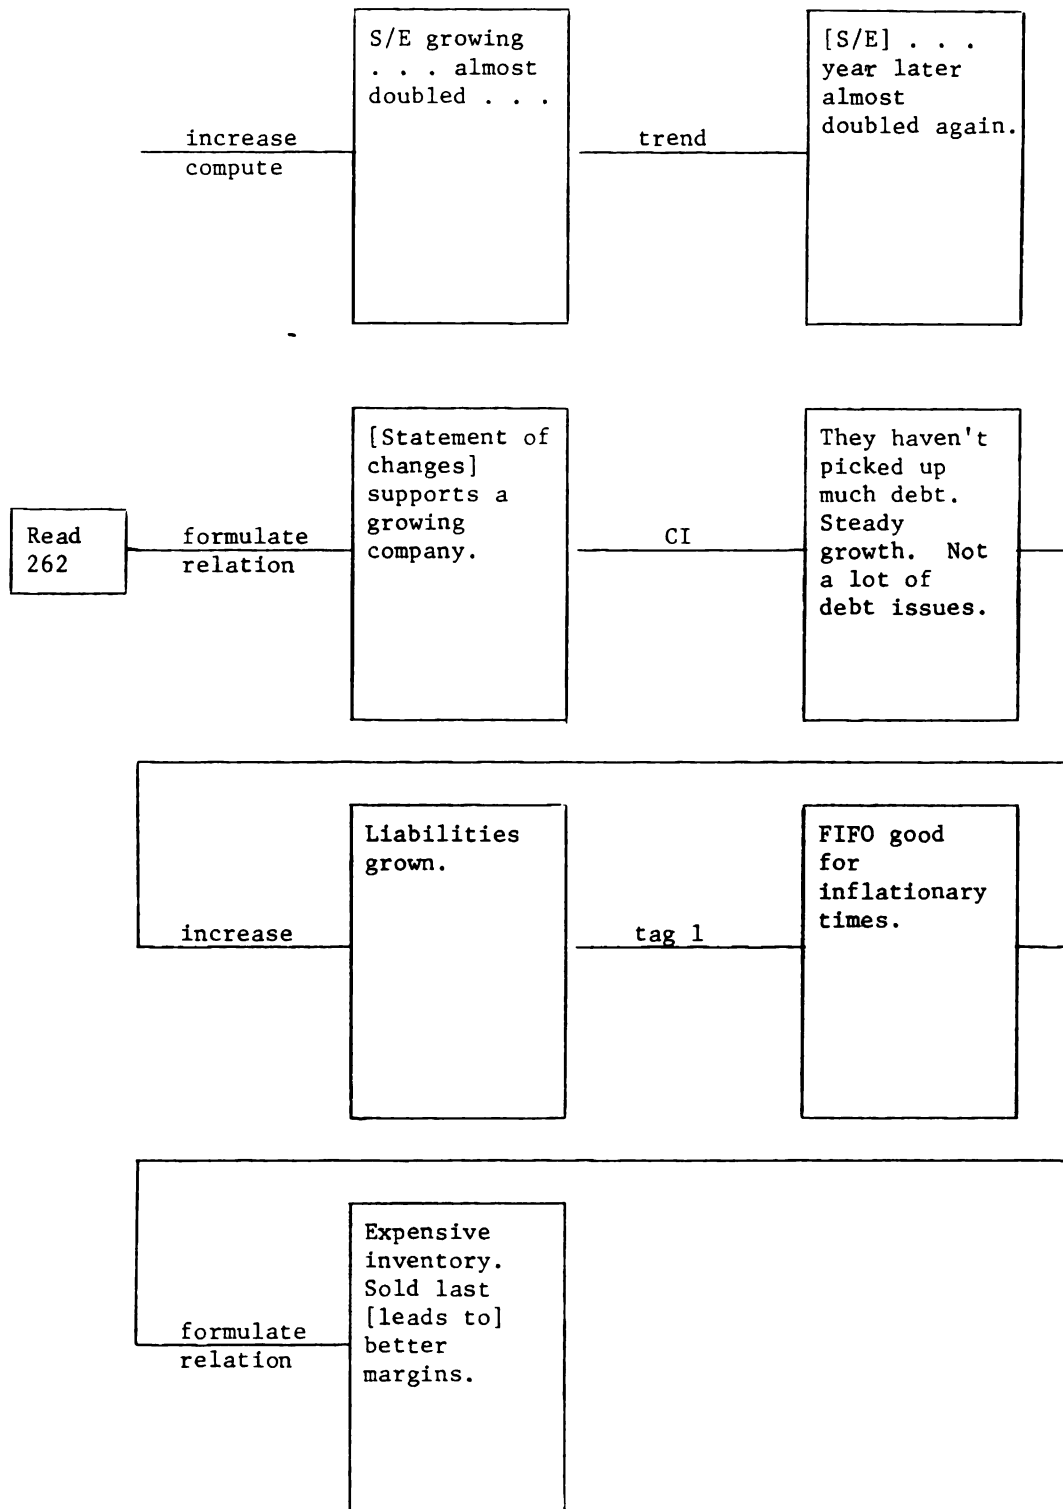 S/E growing
. . . almost
doubled . . .
[S/E] . . .
year later
almost
doubled again.
increase
compute
trend
[Statement of
changes]
supports a
growing
company.
They haven't
picked up
much debt.
Steady
growth. Not
a lot of
debt issues.
Read
262
formulate
relation
CI
Liabilities
grown.
FIFO good
for
inflationary
times.
increase
tag 1
Expensive
inventory.
Sold last
[leads to]
better
margins.
formulate
relation